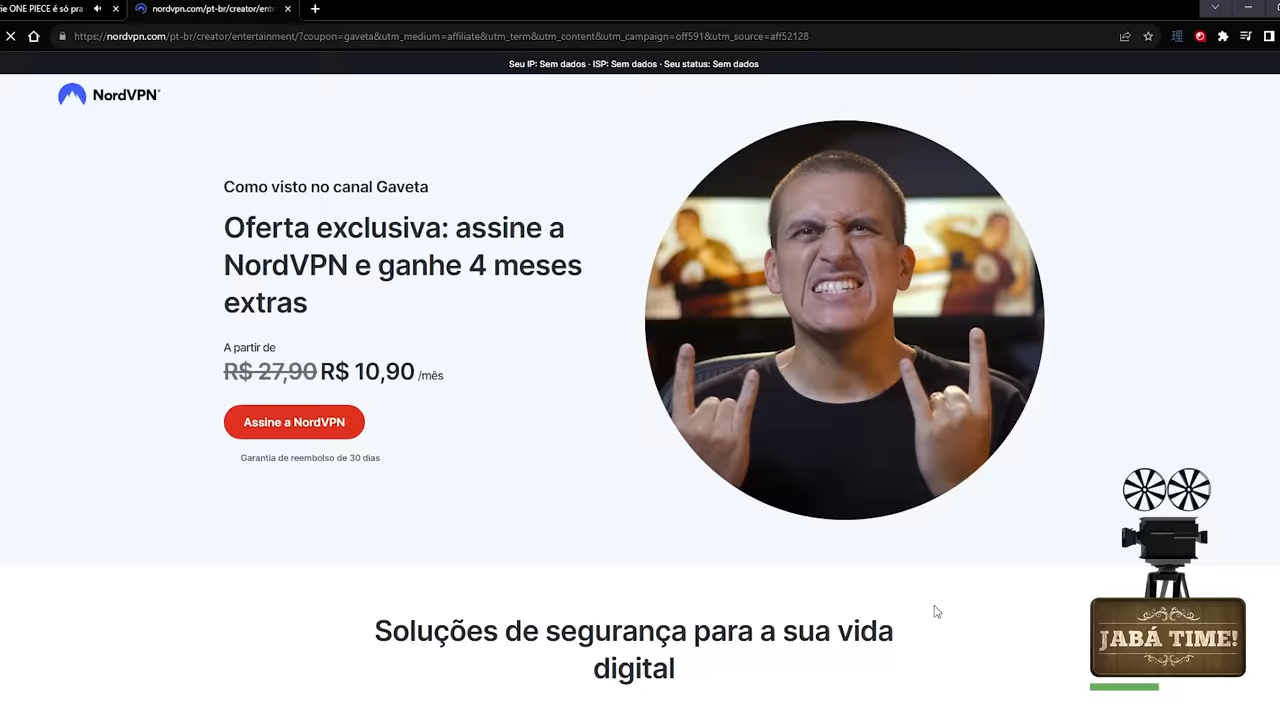 ie ONE PIECE é só pra
nordvpn.com/pt-br/creator/ente
https://nordvpn.com/pt-br/creator/entertainment/?coupon=gaveta&utm_medium=affiliate&utm_term&utm_content&utm_campaign=off591&utm_source=aff52128
Seu IP: Sem dados · ISP: Sem dados · Seu status: Sem dados
NordVPN®
Como visto no canal Gaveta
Oferta exclusiva: assine a
NordVPN e ganhe 4 meses
extras
A partir de
R$ 27,90 R$ 10,90 /mês
Assine a NordVPN
Garantia de reembolso de 30 dias
Soluções de segurança para a sua vida
digital
JABÁ TIME!